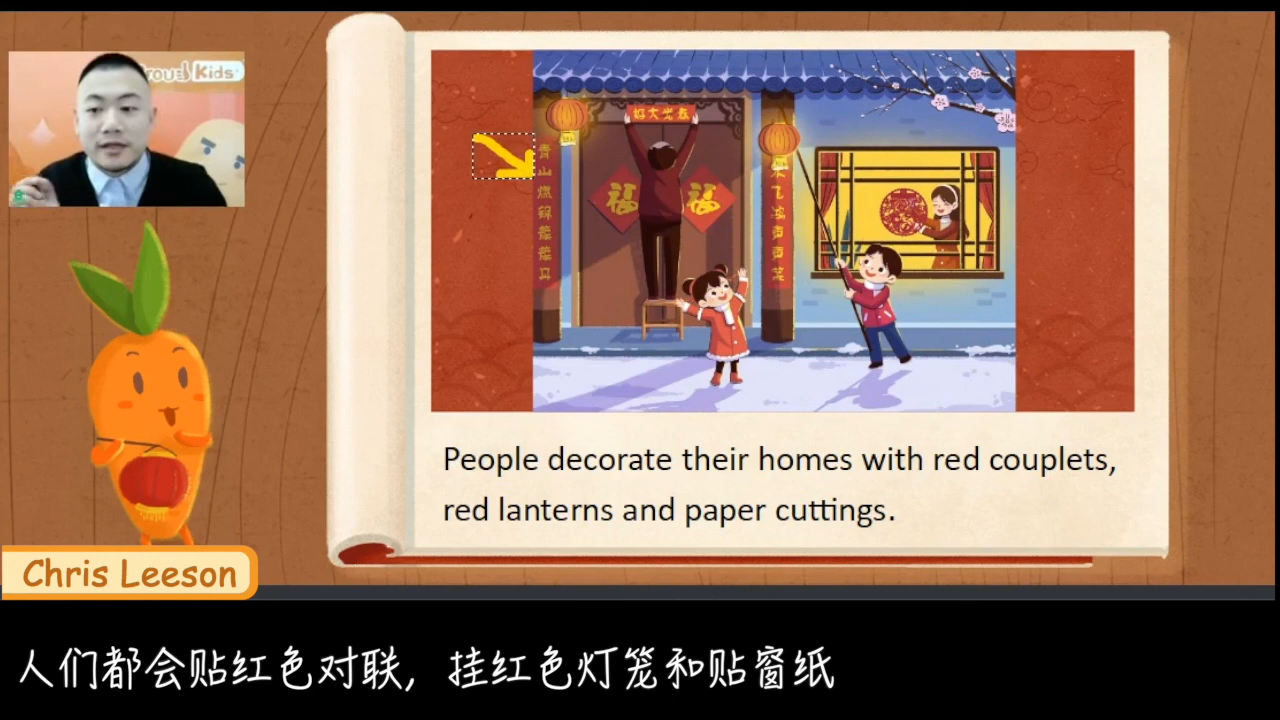 Kids
福
福
People decorate their homes with red couplets,
red lanterns and paper cuttings.
Chris Leeson
人们都会贴红色对联,挂红色灯笼和贴窗纸